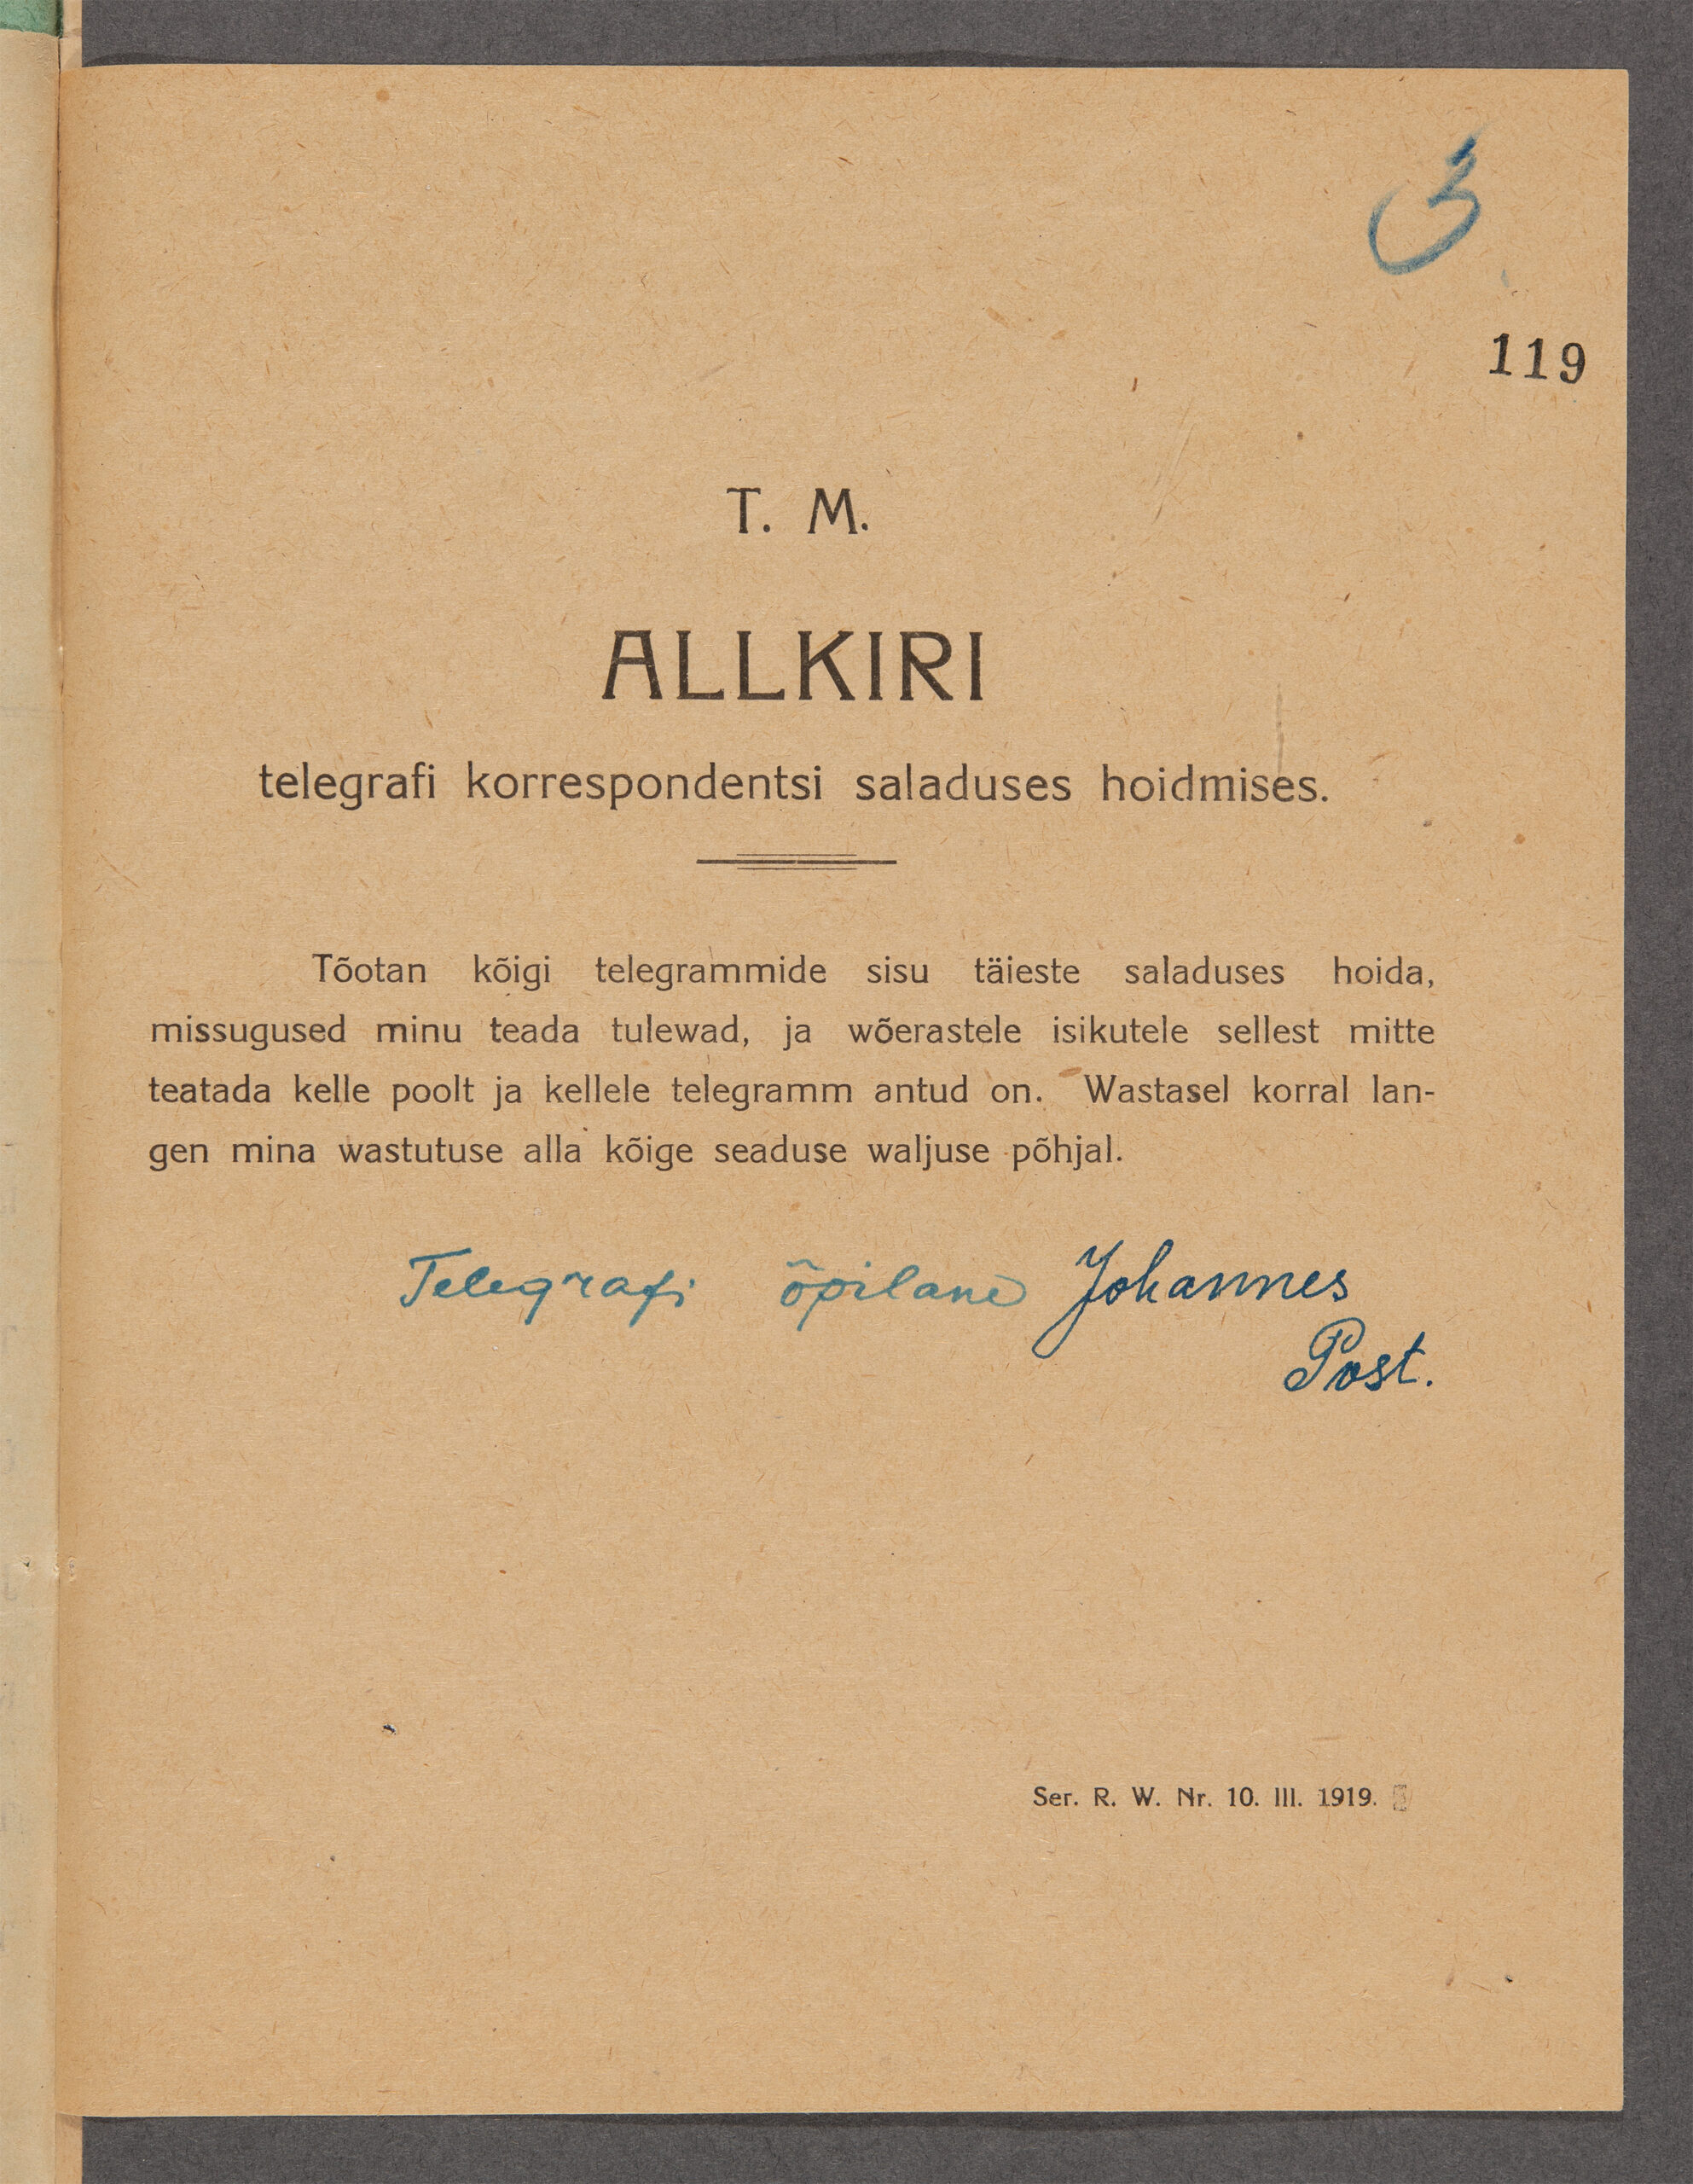 3
119
T. M.
ALLKIRI
telegrafi korrespondentsi saladuses hoidmises.
Tõotan kõigi telegrammide sisu täieste saladuses hoida,
missugused minu teada tulewad, ja wõerastele isikutele sellest mitte
teatada kelle poolt ja kellele telegramm antud on. Wastasel korral lan-
gen mina wastutuse alla kõige seaduse waljuse põhjal.
Telegrafi õpilane Johannes
Post.
Ser. R. W. Nr. 10. III. 1919.